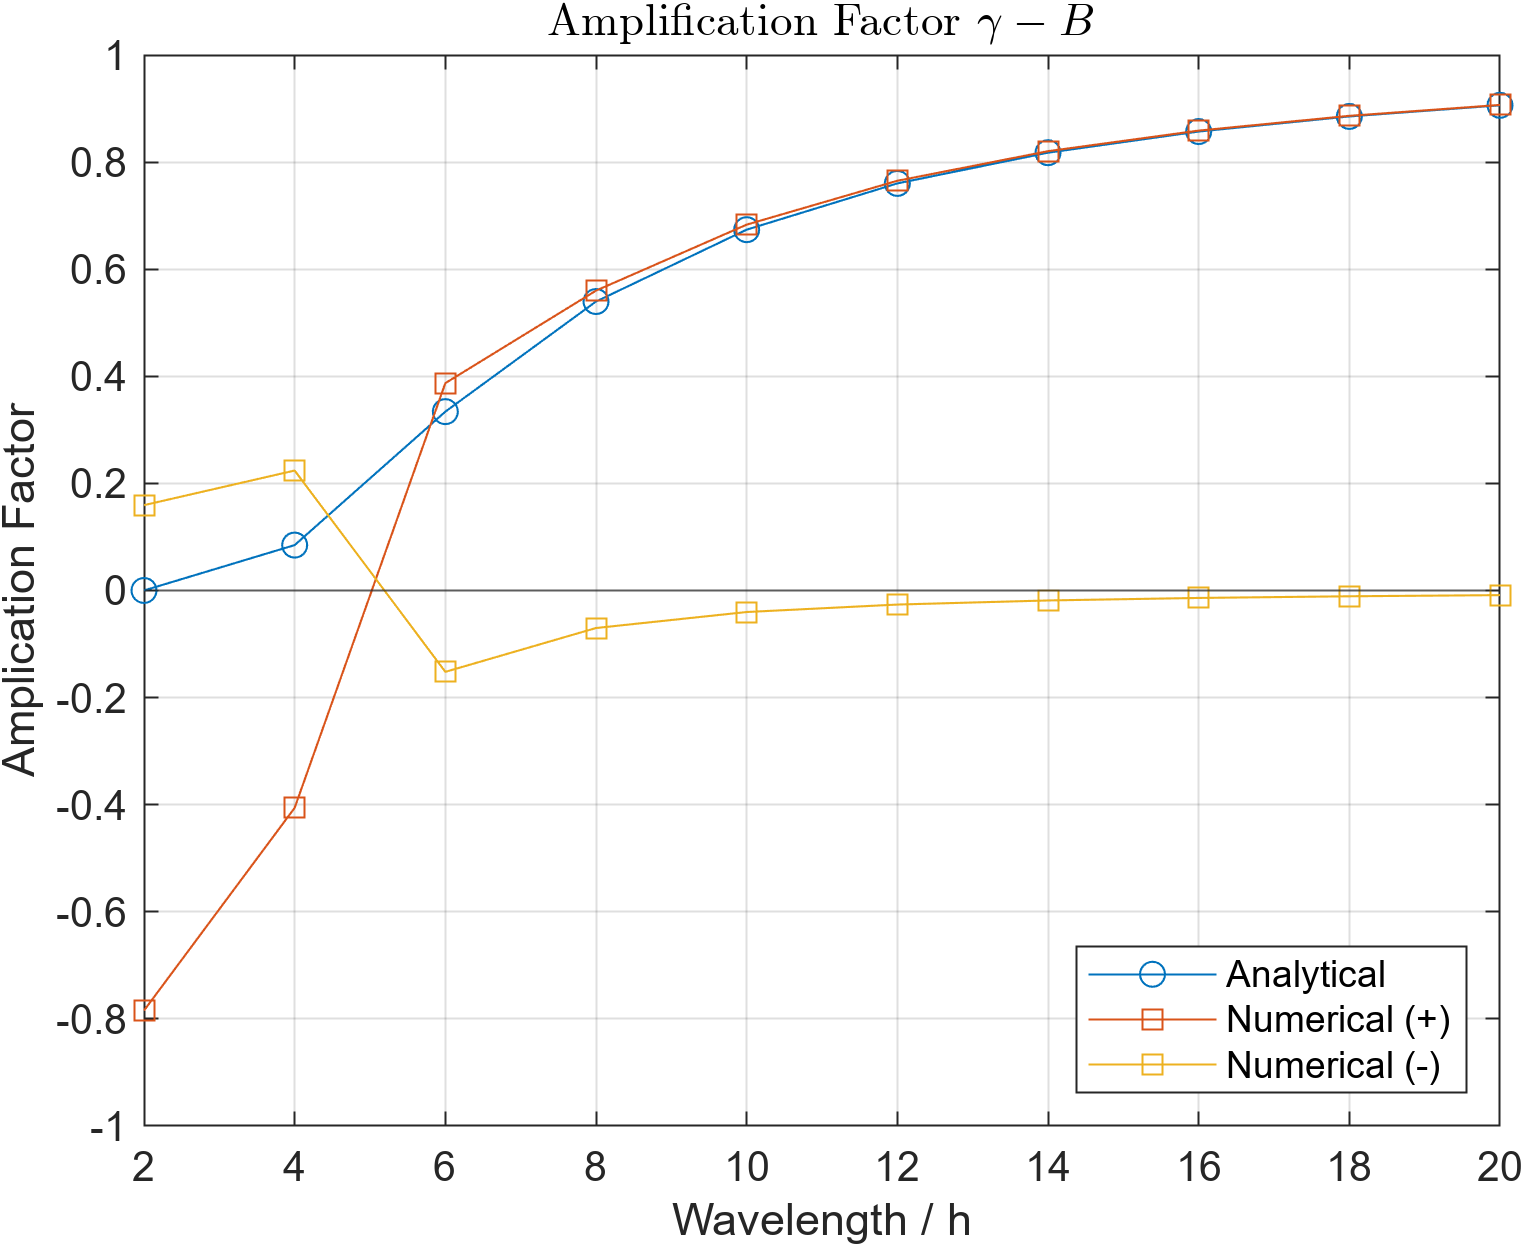 Amplification Factor γ − B
1
0.8
0.6
0.4
0.2
0
-0.2
-0.4
-0.6
-0.8
-1
Amplication Factor
2 4 6 8 10 12 14 16 18 20
Wavelength / h
Analytical
Numerical (+)
Numerical (-)